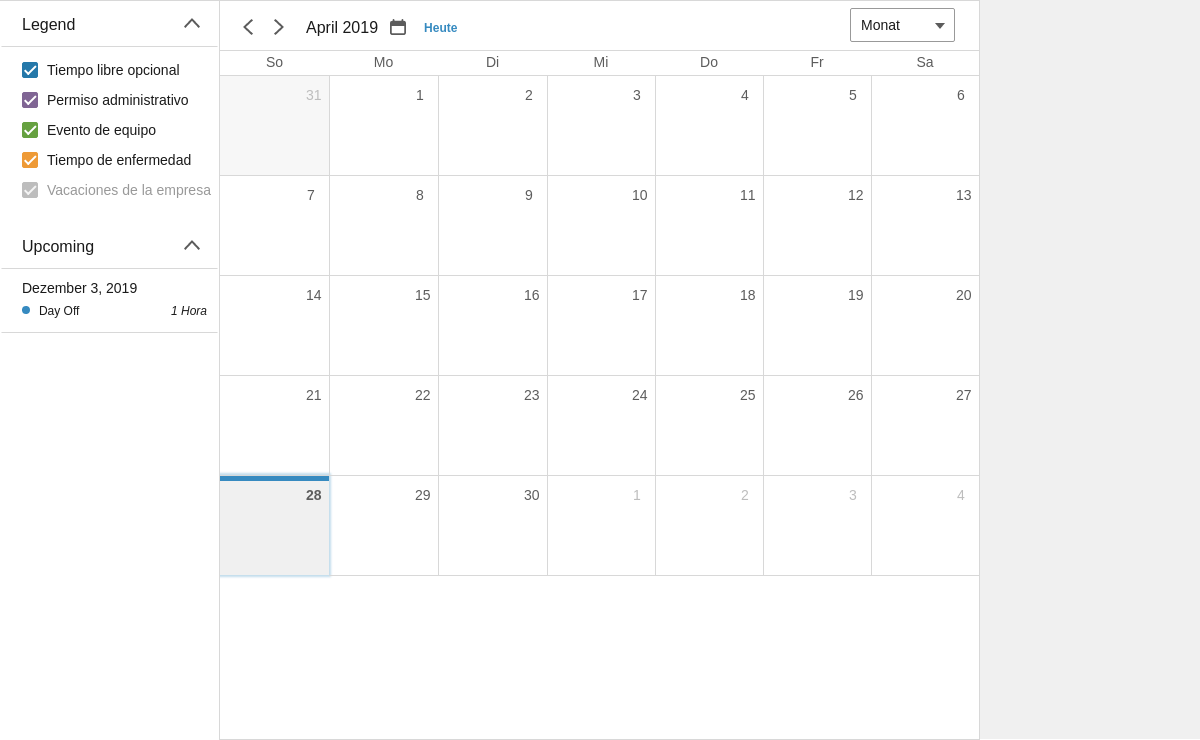 Legend
Tiempo libre opcional
Permiso administrativo
Evento de equipo
Tiempo de enfermedad
Vacaciones de la empresa
Upcoming
Dezember 3, 2019
Day Off 1 Hora
April 2019 Heute Monat
So Mo Di Mi Do Fr Sa
31 1 2 3 4 5 6
7 8 9 10 11 12 13
14 15 16 17 18 19 20
21 22 23 24 25 26 27
28 29 30 1 2 3 4